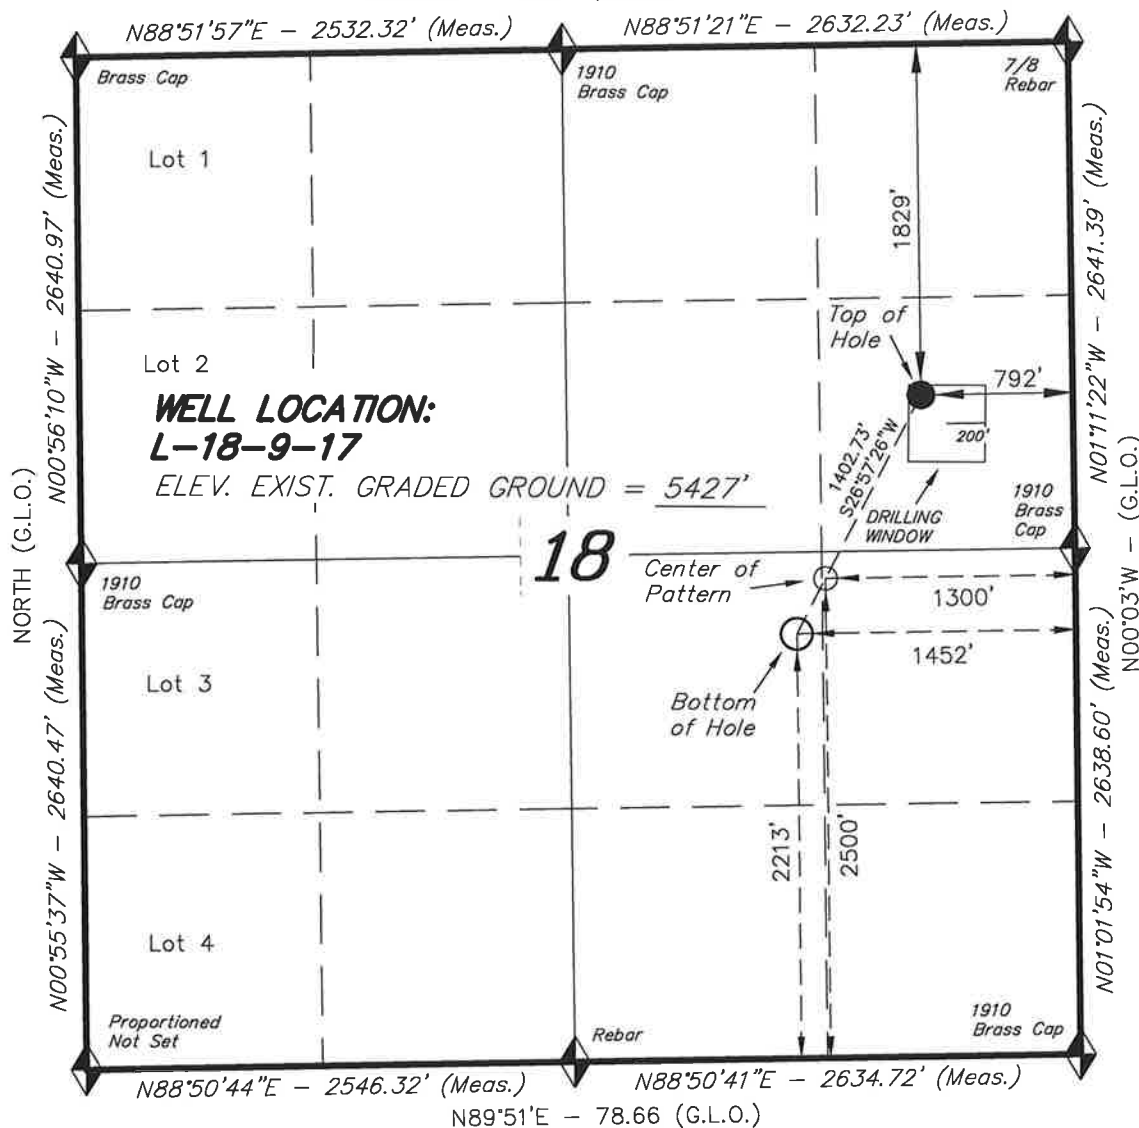 N88°51'57"E - 2532.32' (Meas.)
N88°51'21"E - 2632.23' (Meas.)
Brass Cap
1910
Brass Cap
7/8
Rebar
Lot 1
N00°56'10"W - 2640.97' (Meas.)
1829'
N01°11'22"W - 2641.39' (Meas.)
Top of
Hole
Lot 2
792'
WELL LOCATION:
L-18-9-17
200'
1402.73'
S26°57'26"W
ELEV. EXIST. GRADED GROUND = 5427'
DRILLING
WINDOW
1910
Brass
Cap
NORTH (G.L.O.)
N00°03'W - (G.L.O.)
18
Center of
Pattern
1910
Brass Cap
1300'
1452'
Lot 3
Bottom
of Hole
N00°55'37"W - 2640.47' (Meas.)
N01°01'54"W - 2638.60' (Meas.)
2213'
2500'
Lot 4
Proportioned
Not Set
Rebar
1910
Brass Cap
N88°50'44"E - 2546.32' (Meas.)
N88°50'41"E - 2634.72' (Meas.)
N89°51'E - 78.66 (G.L.O.)